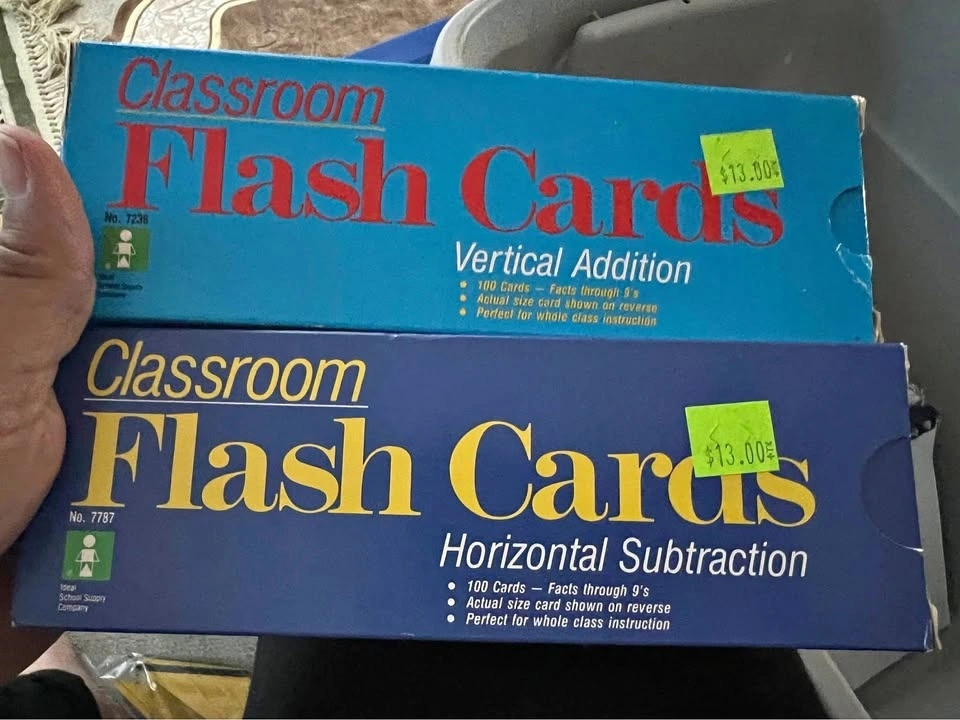 Classroom
Flash Cards
$13.00
No. 7238
Vertical Addition
100 Cards — Facts through 9's
Actual size card shown on reverse
Perfect for whole class instruction
Classroom
Flash Cards
$13.00
No. 7787
Horizontal Subtraction
Ideal
School Supply
Company
• 100 Cards — Facts through 9's
• Actual size card shown on reverse
• Perfect for whole class instruction